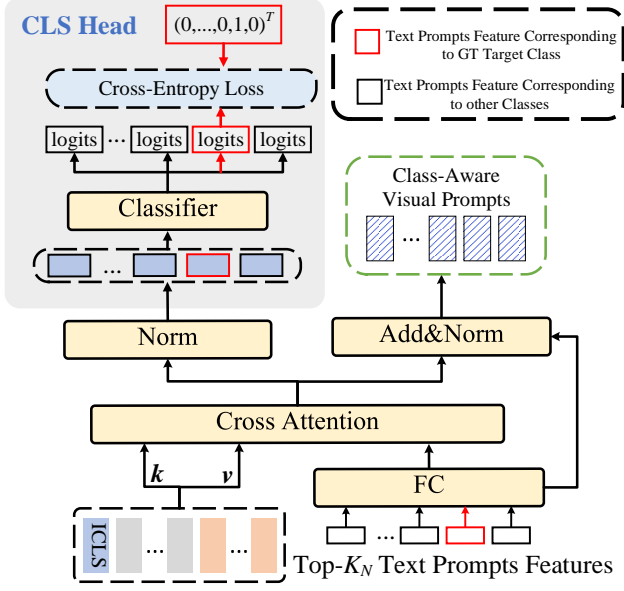 CLS Head
(0,...,0,1,0)^T
Cross-Entropy Loss
logits ... logits logits logits
Classifier
...
Norm
Text Prompts Feature Corresponding
to GT Target Class
Text Prompts Feature Corresponding
to other Classes
Class-Aware
Visual Prompts
...
Add&Norm
Cross Attention
k
v
FC
ICLS
... ...
...
Top-K_N Text Prompts Features